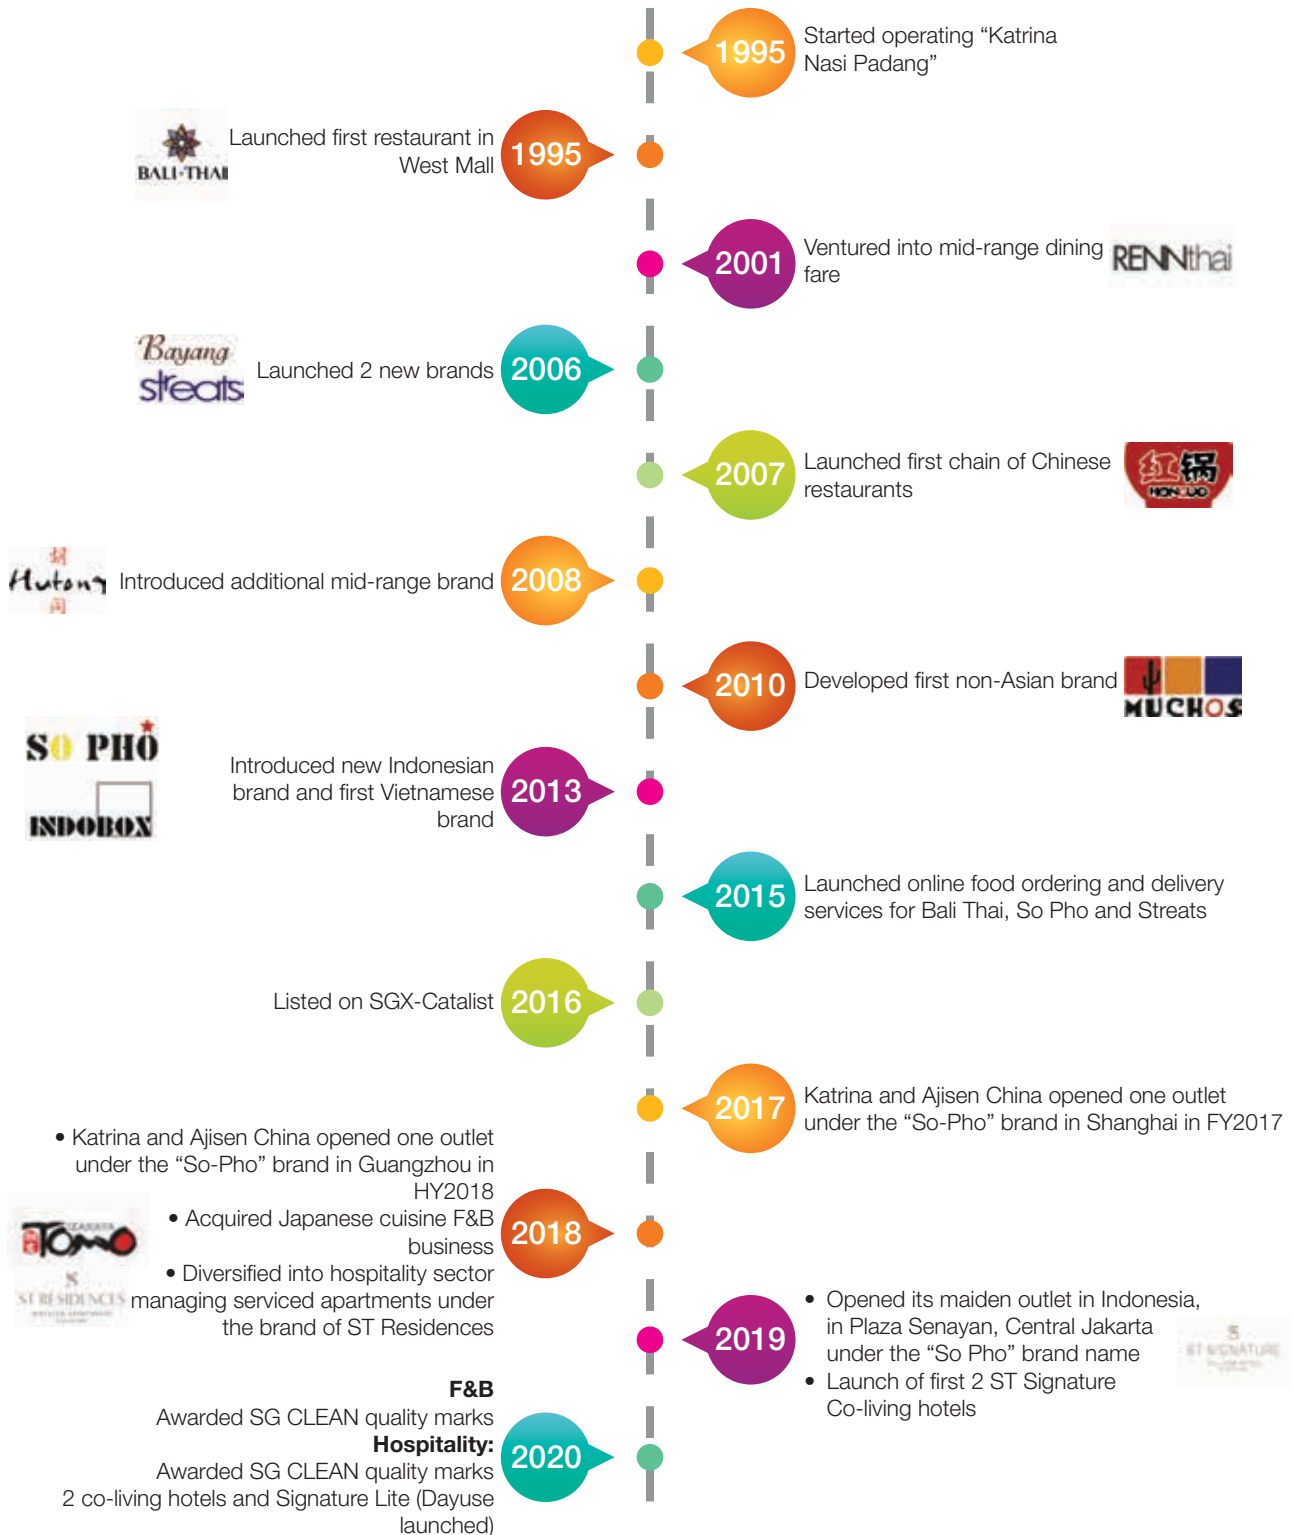 1995
Started operating “Katrina
Nasi Padang”
BALI·THAI
Launched first restaurant in
West Mall
1995
2001
Ventured into mid-range dining
fare
RENNthai
Bayang
streats
Launched 2 new brands
2006
2007
Launched first chain of Chinese
restaurants
红锅
Hutong
同
Introduced additional mid-range brand
2008
2010
Developed first non-Asian brand
MUCHOS
SO PHO
INDOBOX
Introduced new Indonesian
brand and first Vietnamese
brand
2013
2015
Launched online food ordering and delivery
services for Bali Thai, So Pho and Streats
Listed on SGX-Catalist
2016
2017
Katrina and Ajisen China opened one outlet
under the “So-Pho” brand in Shanghai in FY2017
• Katrina and Ajisen China opened one outlet
under the “So-Pho” brand in Guangzhou in
HY2018
• Acquired Japanese cuisine F&B
business
• Diversified into hospitality sector
managing serviced apartments under
the brand of ST Residences
IZAKAYA
TOMO
S
ST RESIDENCES
2018
2019
• Opened its maiden outlet in Indonesia,
in Plaza Senayan, Central Jakarta
under the “So Pho” brand name
• Launch of first 2 ST Signature
Co-living hotels
S
ST SIGNATURE
F&B
Awarded SG CLEAN quality marks
Hospitality:
Awarded SG CLEAN quality marks
2 co-living hotels and Signature Lite (Dayuse
launched)
2020